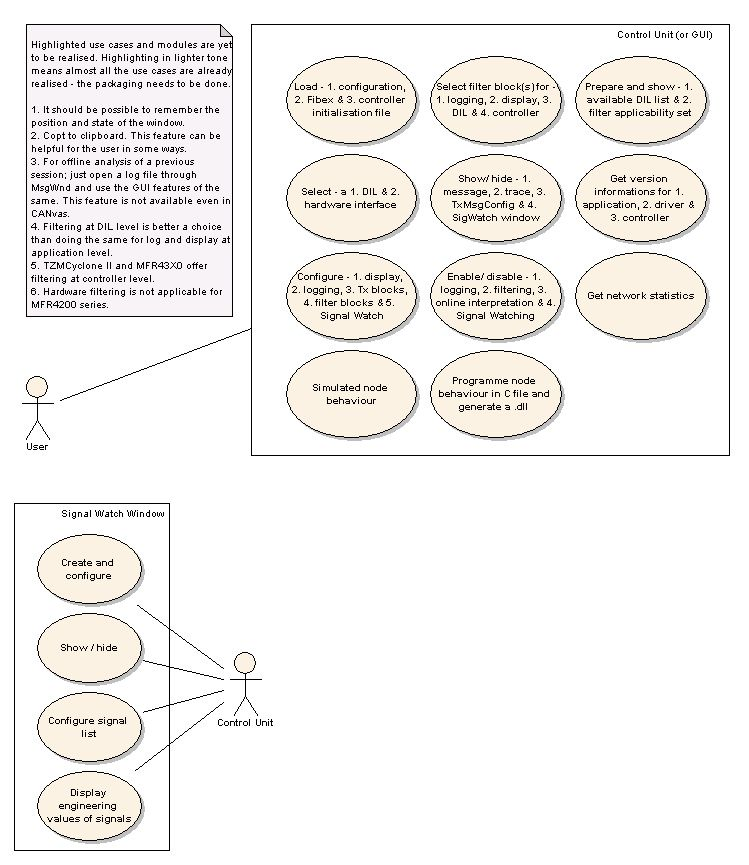 Highlighted use cases and modules are yet
to be realised. Highlighting in lighter tone
means almost all the use cases are already
realised - the packaging needs to be done.
1. It should be possible to remember the
position and state of the window.
2. Copt to clipboard. This feature can be
helpful for the user in some ways.
3. For offline analysis of a previous
session; just open a log file through
MsgWnd and use the GUI features of the
same. This feature is not available even in
CANvas.
4. Filtering at DIL level is better a choice
than doing the same for log and display at
application level.
5. TZMCyclone II and MFR43X0 offer
filtering at controller level.
6. Hardware filtering is not applicable for
MFR4200 series.
User
Control Unit (or GUI)
Load - 1. configuration,
2. Fibex & 3. controller
initialisation file
Select filter block(s) for -
1. logging, 2. display, 3.
DIL & 4. controller
Prepare and show - 1.
available DIL list & 2.
filter applicability set
Select - a 1. DIL & 2.
hardware interface
Show/ hide - 1.
message, 2. trace, 3.
TxMsgConfig & 4.
SigWatch window
Get version
informations for 1.
application, 2. driver &
3. controller
Configure - 1. display,
2. logging, 3. Tx blocks,
4. filter blocks & 5.
Signal Watch
Enable/ disable - 1.
logging, 2. filtering, 3.
online interpretation & 4.
Signal Watching
Get network statistics
Simulated node
behaviour
Programme node
behaviour in C file and
generate a .dll
Signal Watch Window
Create and
configure
Show / hide
Configure signal
list
Display
engineering
values of signals
Control Unit